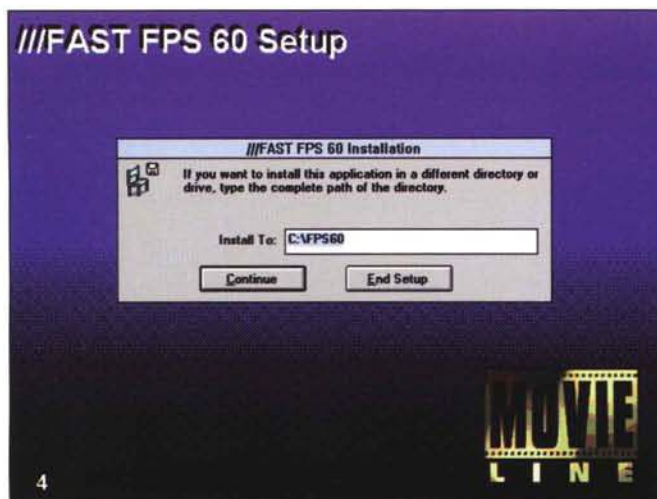 ///FAST FPS 60 Setup
///FAST FPS 60 Installation
If you want to install this application in a different directory or
drive, type the complete path of the directory.
Install To: C:\FPS60
Continue End Setup
MOVIE
LINE
4